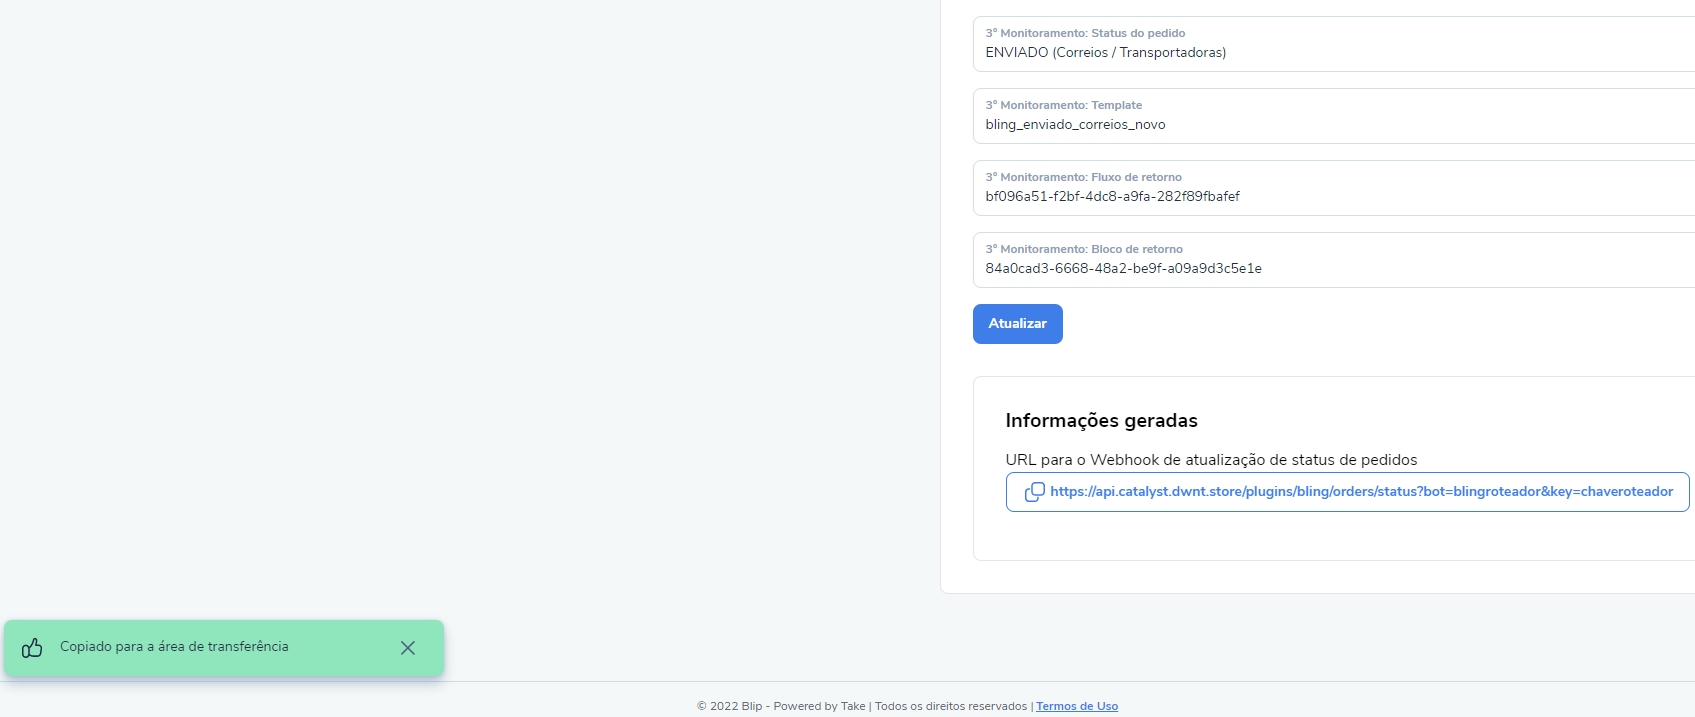 3° Monitoramento: Status do pedido
ENVIADO (Correios / Transportadoras)
3° Monitoramento: Template
bling_enviado_correios_novo
3° Monitoramento: Fluxo de retorno
bf096a51-f2bf-4dc8-a9fa-282f89fbafef
3° Monitoramento: Bloco de retorno
84a0cad3-6668-48a2-be9f-a09a9d3c5e1e
Atualizar
Informações geradas
URL para o Webhook de atualização de status de pedidos
https://api.catalyst.dwnt.store/plugins/bling/orders/status?bot=blingroteador&key=chaveroteador
Copiado para a área de transferência
© 2022 Blip - Powered by Take | Todos os direitos reservados | Termos de Uso